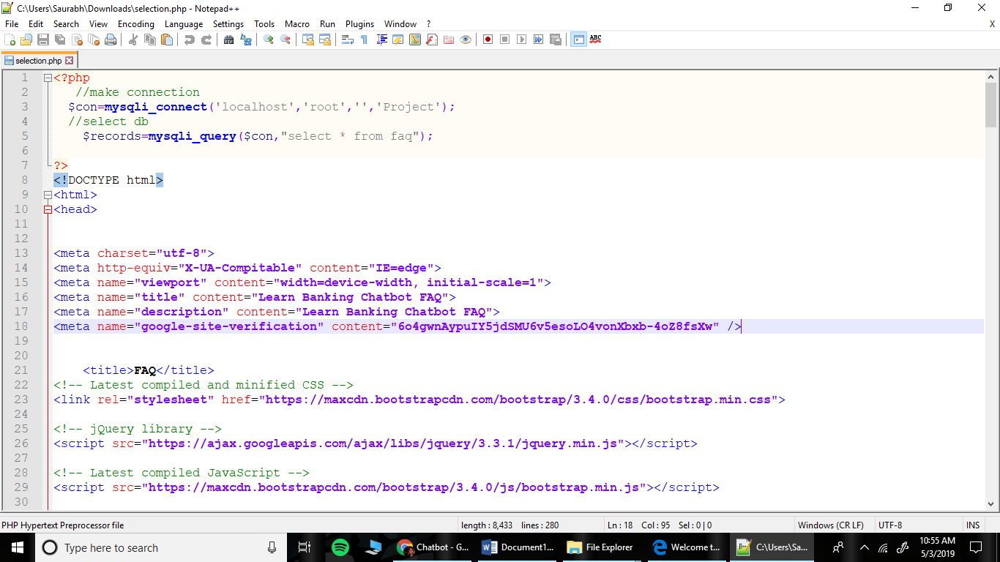 C:\Users\Saurabh\Downloads\selection.php - Notepad++
File Edit Search View Encoding Language Settings Tools Macro Run Plugins Window ? X
ABC
selection.php
1 <?php
2 //make connection
3 $con=mysqli_connect('localhost','root','','Project');
4 //select db
5 $records=mysqli_query($con,"select * from faq");
6
7 ?>
8 <!DOCTYPE html>
9 <html>
10 <head>
11
12
13 <meta charset="utf-8">
14 <meta http-equiv="X-UA-Compitable" content="IE=edge">
15 <meta name="viewport" content="width=device-width, initial-scale=1">
16 <meta name="title" content="Learn Banking Chatbot FAQ">
17 <meta name="description" content="Learn Banking Chatbot FAQ">
18 <meta name="google-site-verification" content="6o4gwnAypuIY5jdSMU6v5esoLO4vonXbxb-4oZ8fsXw" />
19
20
21 <title>FAQ</title>
22 <!-- Latest compiled and minified CSS -->
23 <link rel="stylesheet" href="https://maxcdn.bootstrapcdn.com/bootstrap/3.4.0/css/bootstrap.min.css">
24
25 <!-- jQuery library -->
26 <script src="https://ajax.googleapis.com/ajax/libs/jquery/3.3.1/jquery.min.js"></script>
27
28 <!-- Latest compiled JavaScript -->
29 <script src="https://maxcdn.bootstrapcdn.com/bootstrap/3.4.0/js/bootstrap.min.js"></script>
30
PHP Hypertext Preprocessor file length : 8,433 lines : 280 Ln : 18 Col : 95 Sel : 0 | 0 Windows (CR LF) UTF-8 INS
Type here to search Chatbot - G... Document1... File Explorer Welcome t... C:\Users\Sa... 10:55 AM
5/3/2019